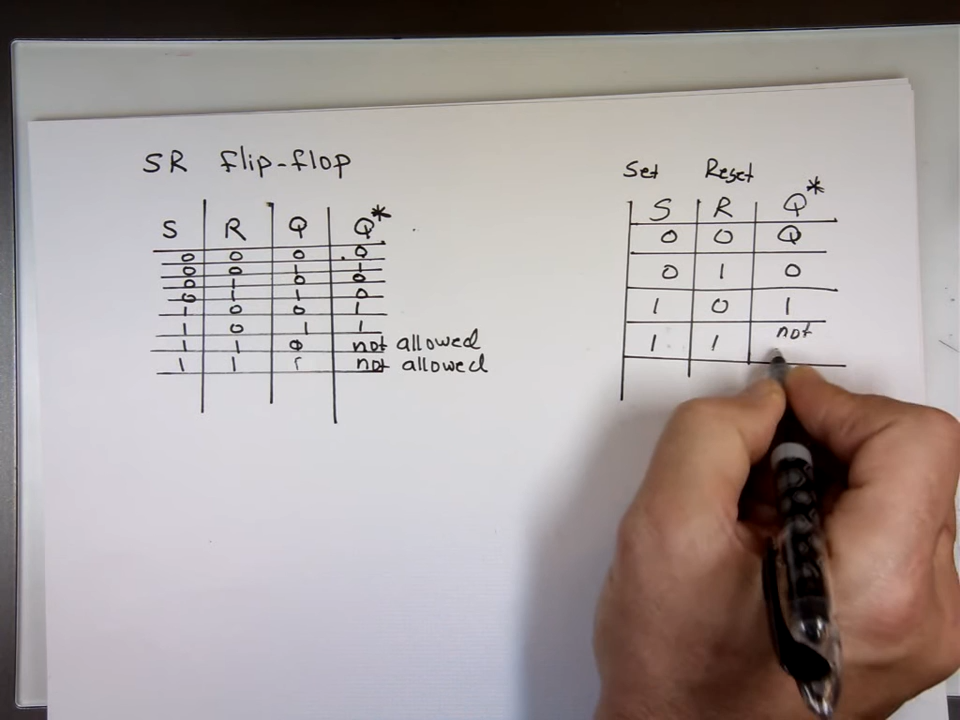 SR flip-flop
S R Q Q*
0 0 0 0
0 0 1 1
0 1 0 0
0 1 1 0
1 0 0 1
1 0 1 1
1 1 0 not allowed
1 1 1 not allowed
Set Reset
S R Q*
0 0 Q
0 1 0
1 0 1
1 1 not